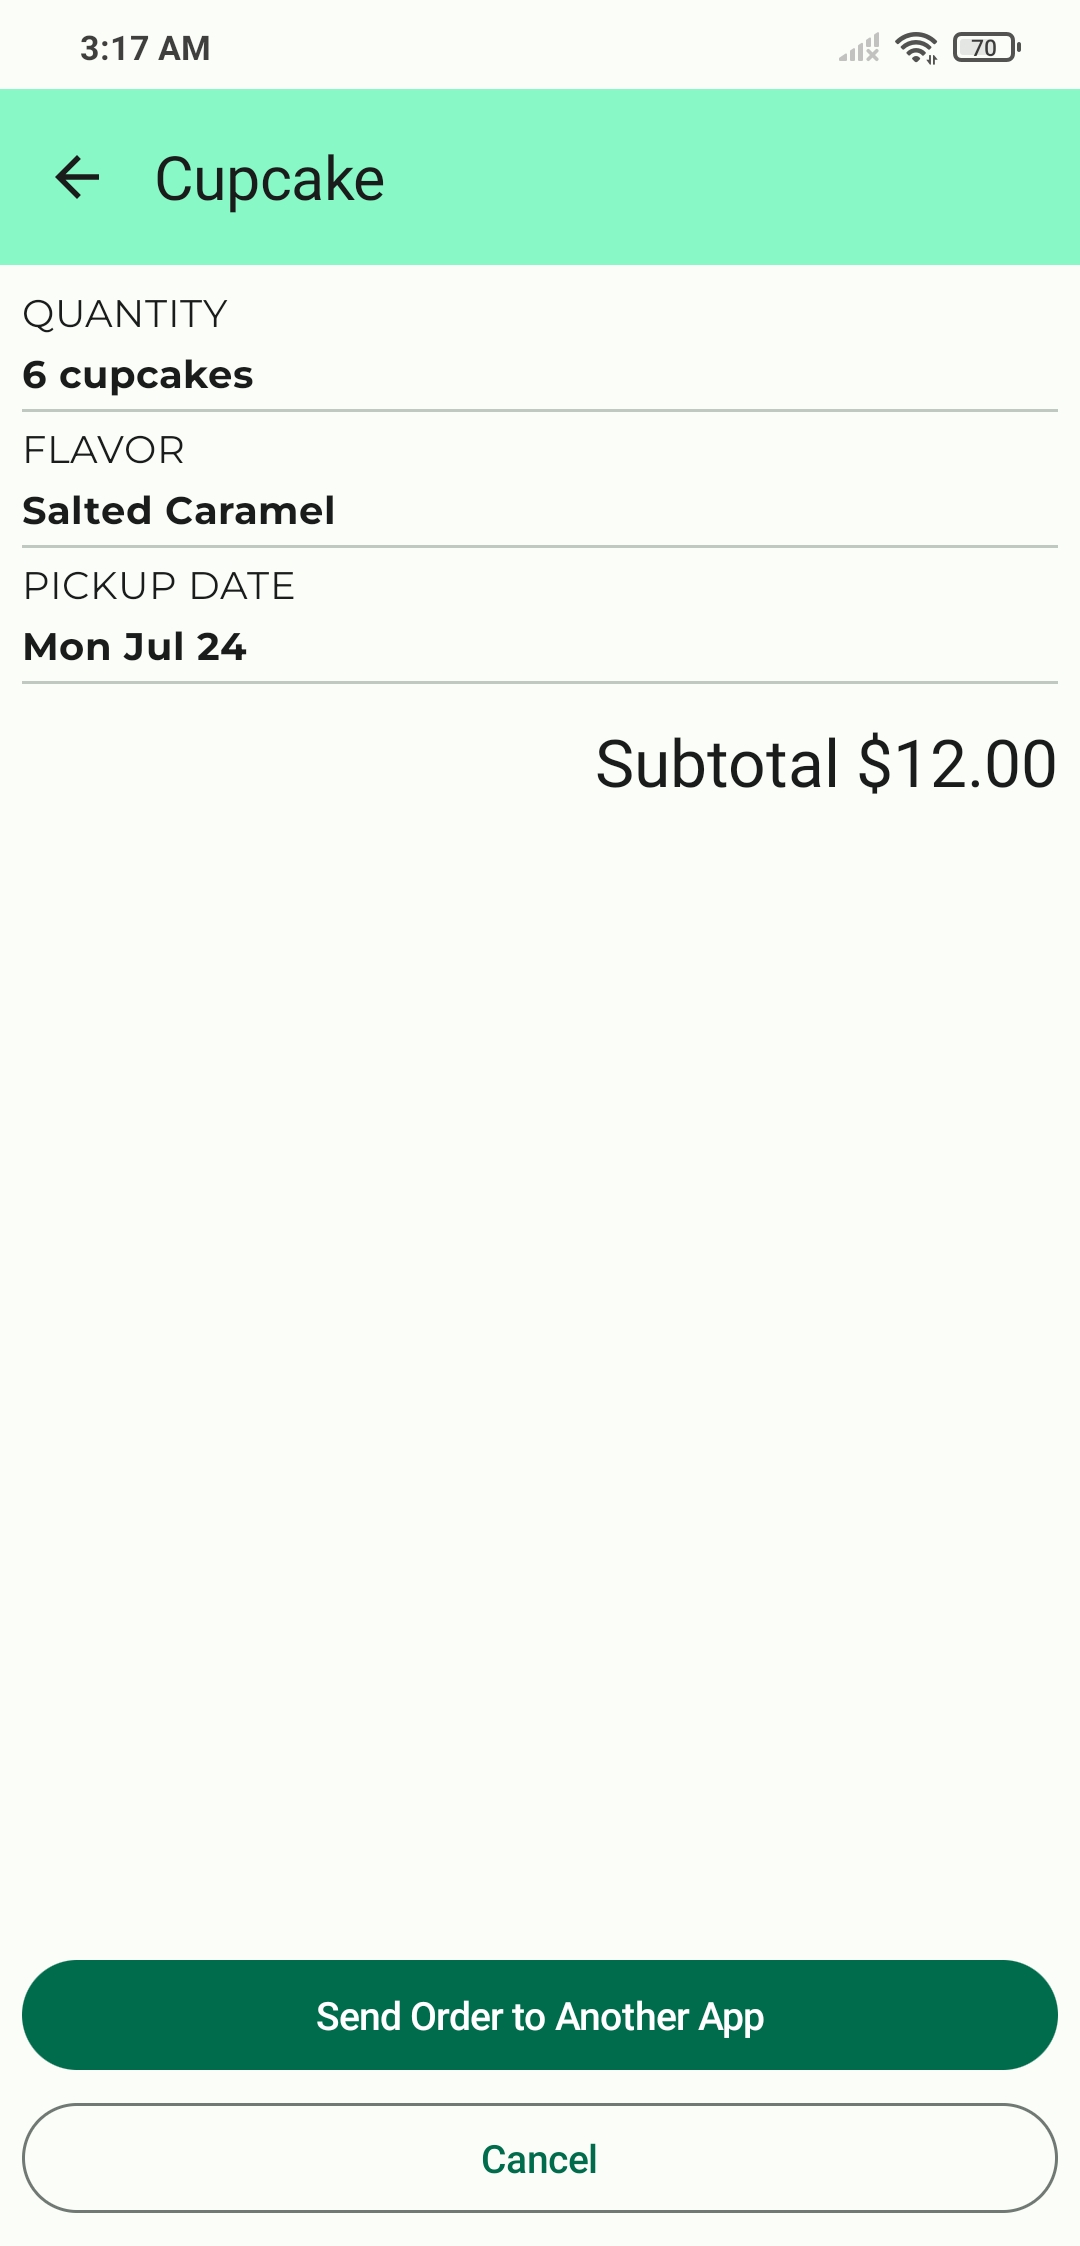 3:17 AM
70
Cupcake
QUANTITY
6 cupcakes
FLAVOR
Salted Caramel
PICKUP DATE
Mon Jul 24
Subtotal $12.00
Send Order to Another App
Cancel